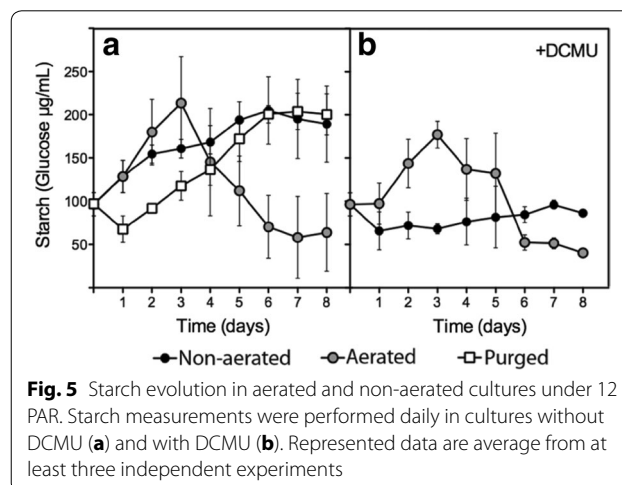 a
b
+DCMU
Starch (Glucose µg/mL)
250
200
150
100
50
1 2 3 4 5 6 7 8
1 2 3 4 5 6 7 8
Time (days)
Time (days)
Non-aerated Aerated Purged
Fig. 5 Starch evolution in aerated and non-aerated cultures under 12
PAR. Starch measurements were performed daily in cultures without
DCMU (a) and with DCMU (b). Represented data are average from at
least three independent experiments